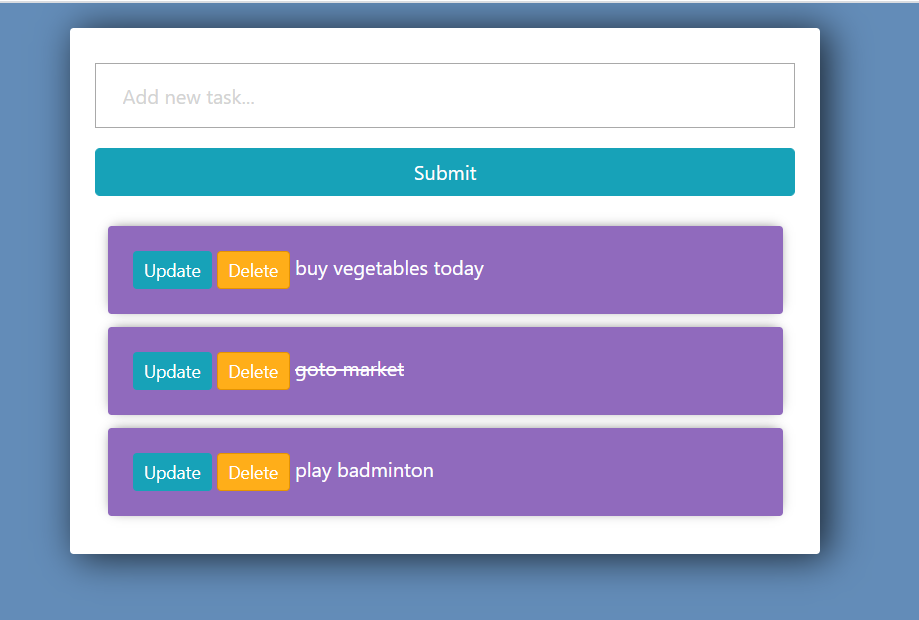 Add new task...
Submit
Update Delete buy vegetables today
Update Delete goto market
Update Delete play badminton